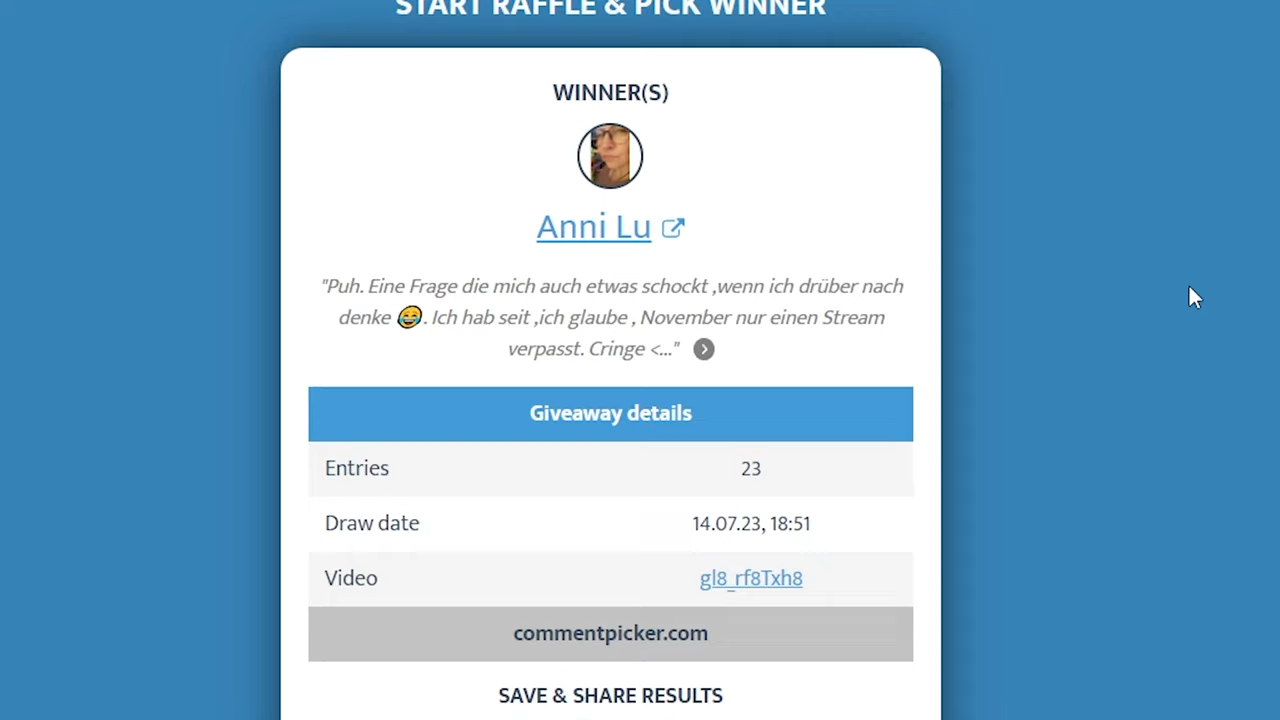 START RAFFLE & PICK WINNER
WINNER(S)
Anni Lu
"Puh. Eine Frage die mich auch etwas schockt ,wenn ich drüber nach
denke 😂. Ich hab seit ,ich glaube , November nur einen Stream
verpasst. Cringe <..."
Giveaway details
Entries 23
Draw date 14.07.23, 18:51
Video gl8_rf8Txh8
commentpicker.com
SAVE & SHARE RESULTS